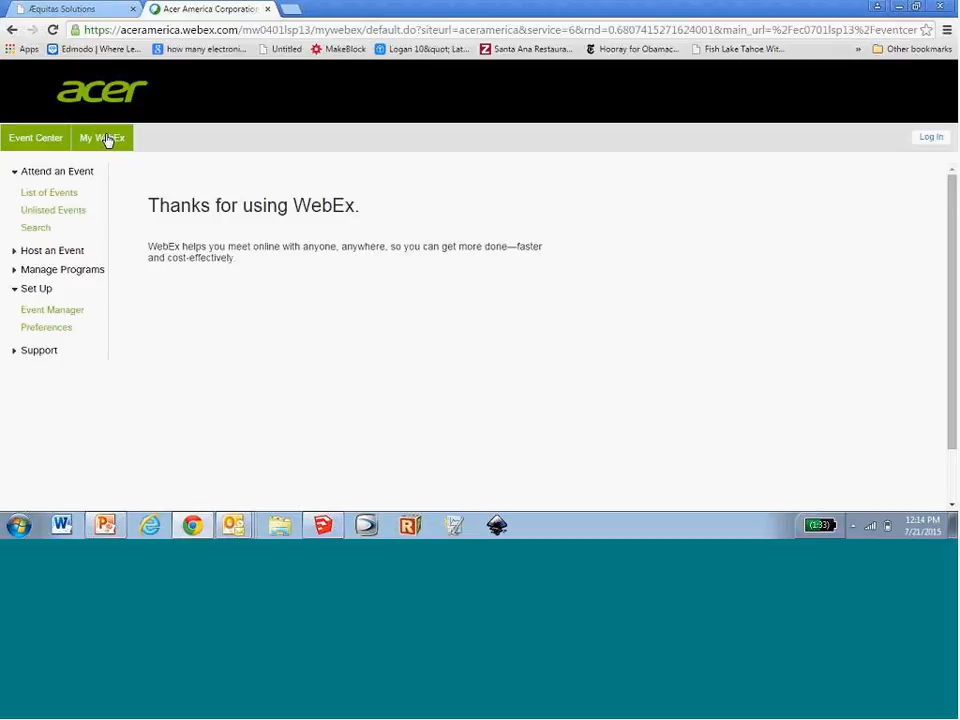 Æquitas Solutions
Acer America Corporation
https://aceramerica.webex.com/mw0401lsp13/mywebex/default.do?siteurl=aceramerica&service=6&rnd=0.6807415271624001&main_url=%2Fec0701lsp13%2Feventcer
Apps
Edmodo | Where Le...
how many electroni...
Untitled
MakeBlock
Logan 10&quot; Lat...
Santa Ana Restaura...
Hooray for Obamac...
Fish Lake Tahoe Wit...
»
Other bookmarks
acer
Event Center
My WebEx
Log In
Attend an Event
List of Events
Unlisted Events
Search
Host an Event
Manage Programs
Set Up
Event Manager
Preferences
Support
Thanks for using WebEx.
WebEx helps you meet online with anyone, anywhere, so you can get more done—faster
and cost-effectively.
(1:33)
12:14 PM
7/21/2015